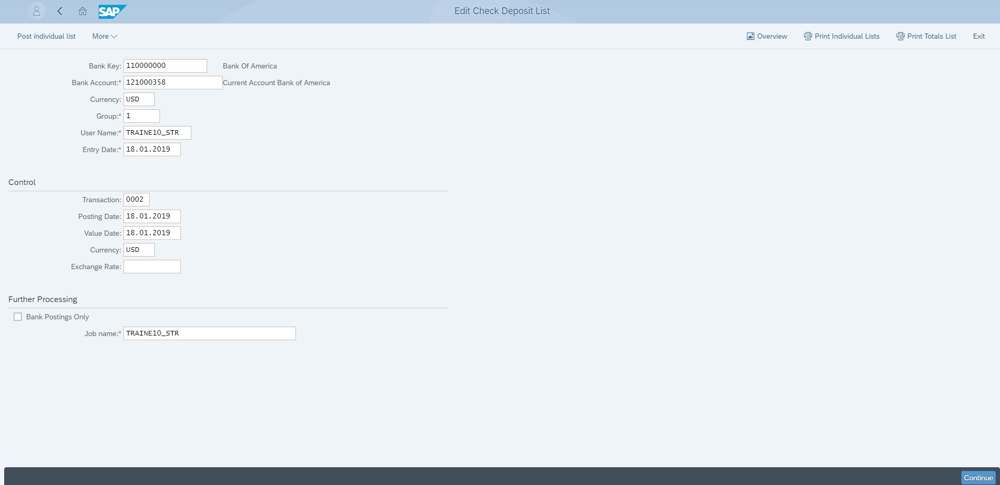 SAP
Edit Check Deposit List
Post individual list More Overview Print Individual Lists Print Totals List Exit
Bank Key: 110000000 Bank Of America
Bank Account:* 121000358 Current Account Bank of America
Currency: USD
Group:* 1
User Name:* TRAINE10_STR
Entry Date:* 18.01.2019
Control
Transaction: 0002
Posting Date: 18.01.2019
Value Date: 18.01.2019
Currency: USD
Exchange Rate:
Further Processing
Bank Postings Only
Job name:* TRAINE10_STR
Continue